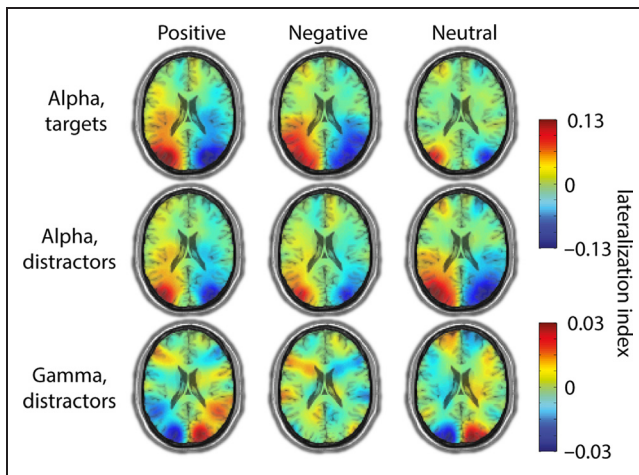 Positive Negative Neutral
Alpha,
targets
Alpha,
distractors
Gamma,
distractors
0.13
0
−0.13
0.03
0
−0.03
lateralization index